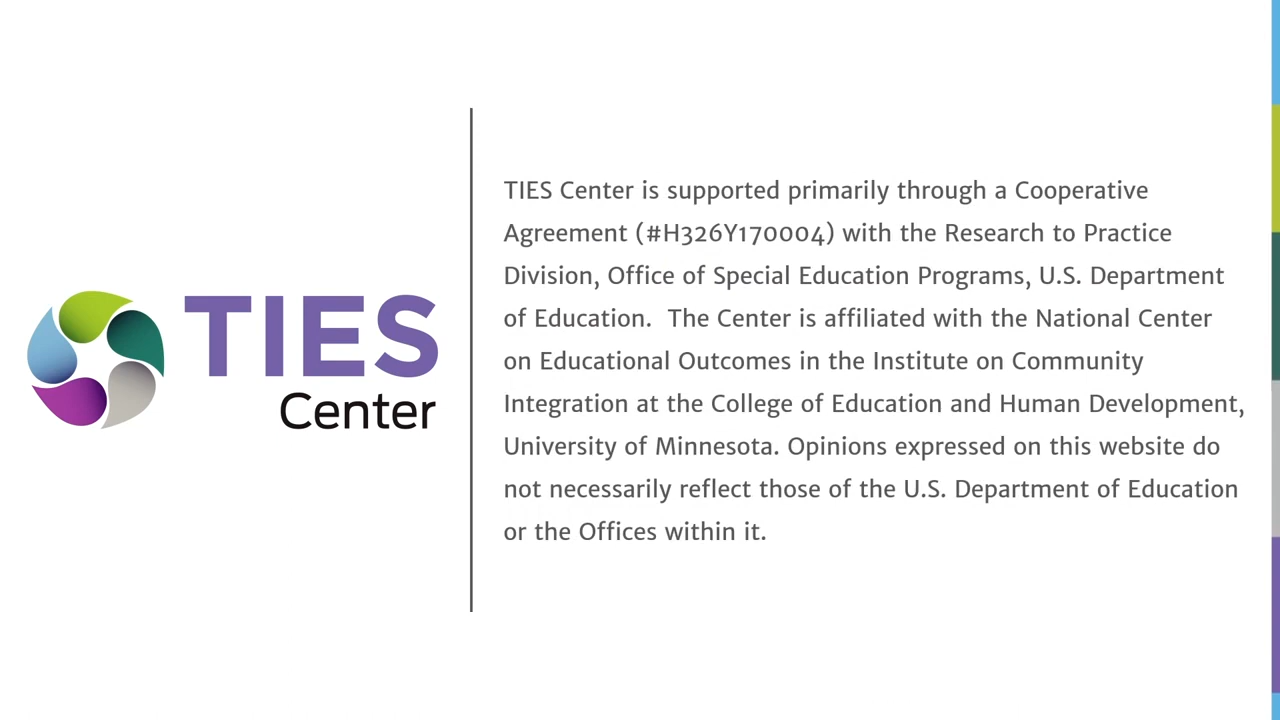 TIES
Center
TIES Center is supported primarily through a Cooperative
Agreement (#H326Y170004) with the Research to Practice
Division, Office of Special Education Programs, U.S. Department
of Education.  The Center is affiliated with the National Center
on Educational Outcomes in the Institute on Community
Integration at the College of Education and Human Development,
University of Minnesota. Opinions expressed on this website do
not necessarily reflect those of the U.S. Department of Education
or the Offices within it.